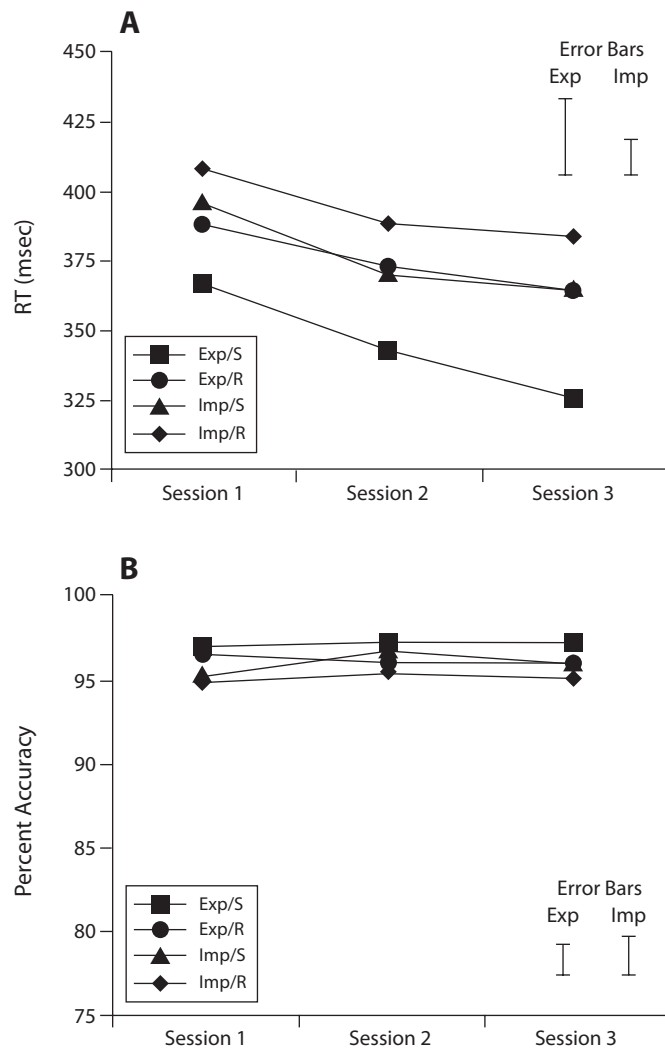 A
450
425
400
375
350
325
300
RT (msec)
Error Bars
Exp Imp
Exp/S
Exp/R
Imp/S
Imp/R
Session 1 Session 2 Session 3
B
100
95
90
85
80
75
Percent Accuracy
Error Bars
Exp Imp
Exp/S
Exp/R
Imp/S
Imp/R
Session 1 Session 2 Session 3